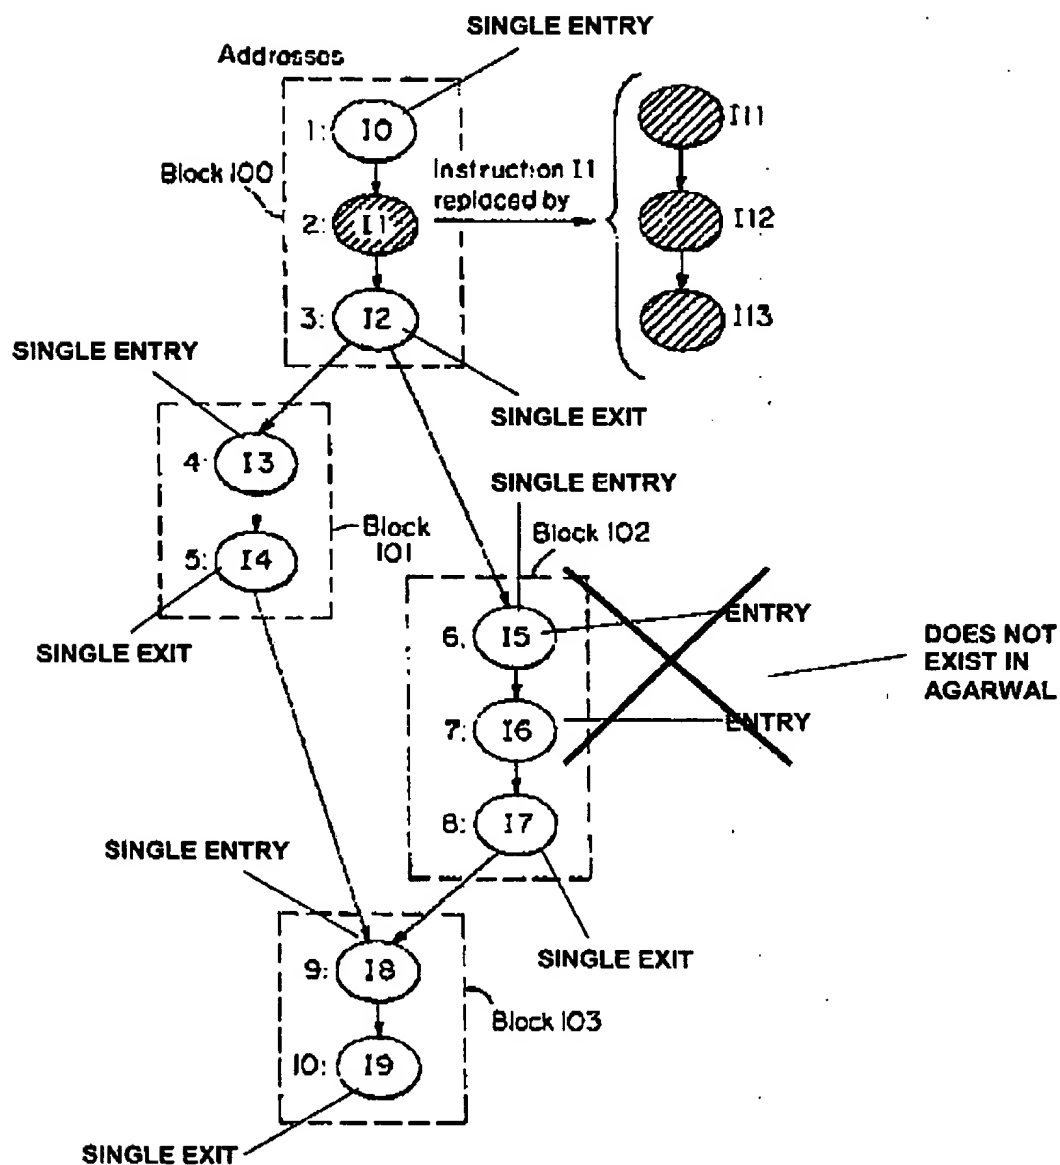 SINGLE ENTRY
Addresses
1: I0
I11
Block 100
Instruction I1
replaced by
2: I1
I12
3: I2
I13
SINGLE ENTRY
SINGLE EXIT
4: I3
SINGLE ENTRY
Block
101
Block 102
5: I4
ENTRY
6. I5
DOES NOT
EXIST IN
AGARWAL
SINGLE EXIT
7: I6
ENTRY
8: I7
SINGLE ENTRY
SINGLE EXIT
9: I8
Block 103
10: I9
SINGLE EXIT